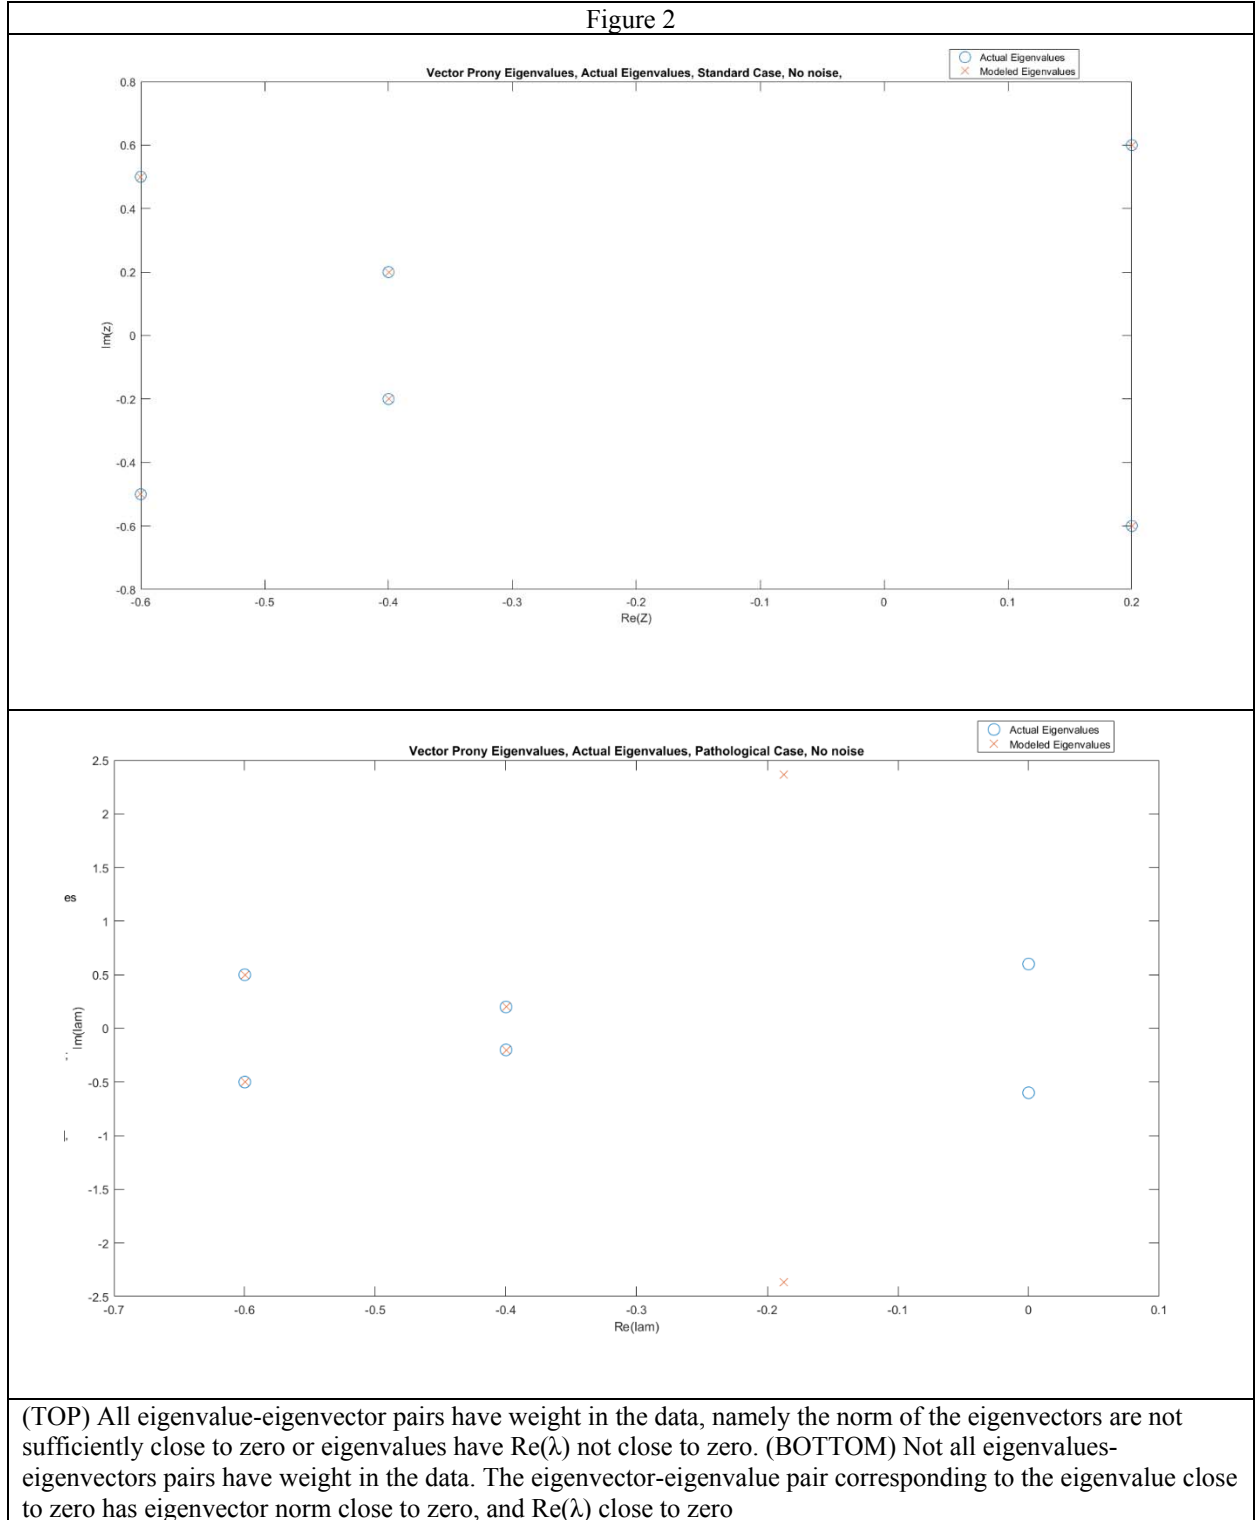 Figure 2
Vector Prony Eigenvalues, Actual Eigenvalues, Standard Case, No noise,
Actual Eigenvalues
Modeled Eigenvalues
0.8
0.6
0.4
0.2
0
-0.2
-0.4
-0.6
-0.8
Im(z)
-0.6 -0.5 -0.4 -0.3 -0.2 -0.1 0 0.1 0.2
Re(Z)
Vector Prony Eigenvalues, Actual Eigenvalues, Pathological Case, No noise
Actual Eigenvalues
Modeled Eigenvalues
2.5
2
1.5
es
1
0.5
0
Im(lam)
-0.5
-1
-1.5
-2
-2.5
-0.7 -0.6 -0.5 -0.4 -0.3 -0.2 -0.1 0 0.1
Re(lam)
(TOP) All eigenvalue-eigenvector pairs have weight in the data, namely the norm of the eigenvectors are not
sufficiently close to zero or eigenvalues have Re(λ) not close to zero. (BOTTOM) Not all eigenvalues-
eigenvectors pairs have weight in the data. The eigenvector-eigenvalue pair corresponding to the eigenvalue close
to zero has eigenvector norm close to zero, and Re(λ) close to zero